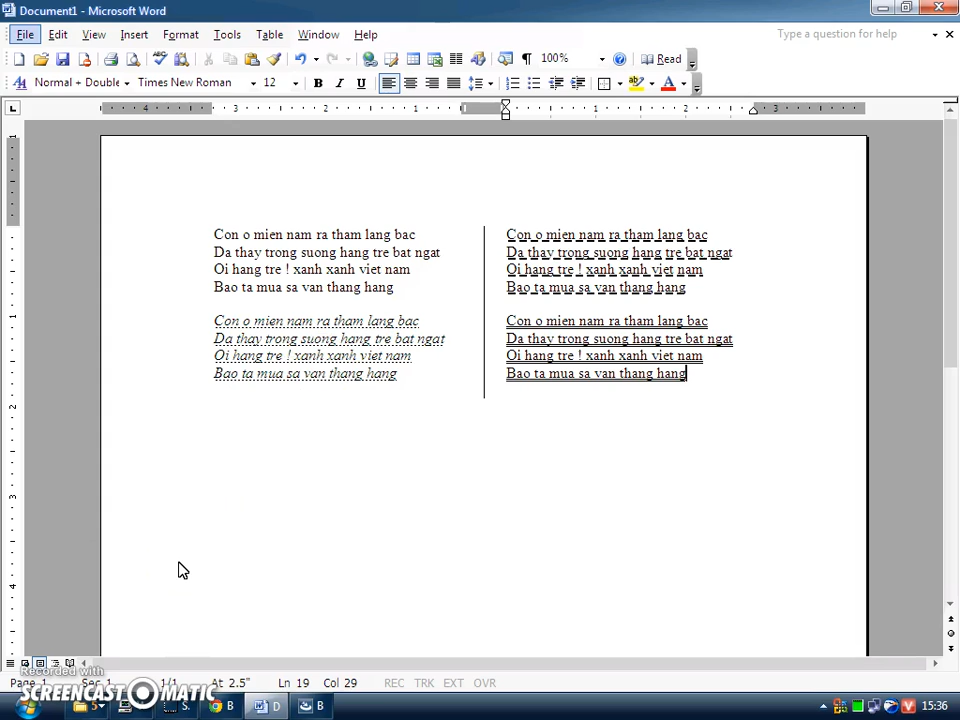 Document1 - Microsoft Word
File Edit View Insert Format Tools Table Window Help Type a question for help
100% Read
Normal + Double Times New Roman 12 B I U
4 3 2 1 1 2 3
Con o mien nam ra tham lang bac
Da thay trong suong hang tre bat ngat
Oi hang tre ! xanh xanh viet nam
Bao ta mua sa van thang hang
Con o mien nam ra tham lang bac
Da thay trong suong hang tre bat ngat
Oi hang tre ! xanh xanh viet nam
Bao ta mua sa van thang hang
Con o mien nam ra tham lang bac
Da thay trong suong hang tre bat ngat
Oi hang tre ! xanh xanh viet nam
Bao ta mua sa van thang hang
Con o mien nam ra tham lang bac
Da thay trong suong hang tre bat ngat
Oi hang tre ! xanh xanh viet nam
Bao ta mua sa van thang hang
Recorded with
SCREENCAST MATIC
Page 1 Sec 1 1/1 At 2.5" Ln 19 Col 29 REC TRK EXT OVR
5 S. B D B 15:36